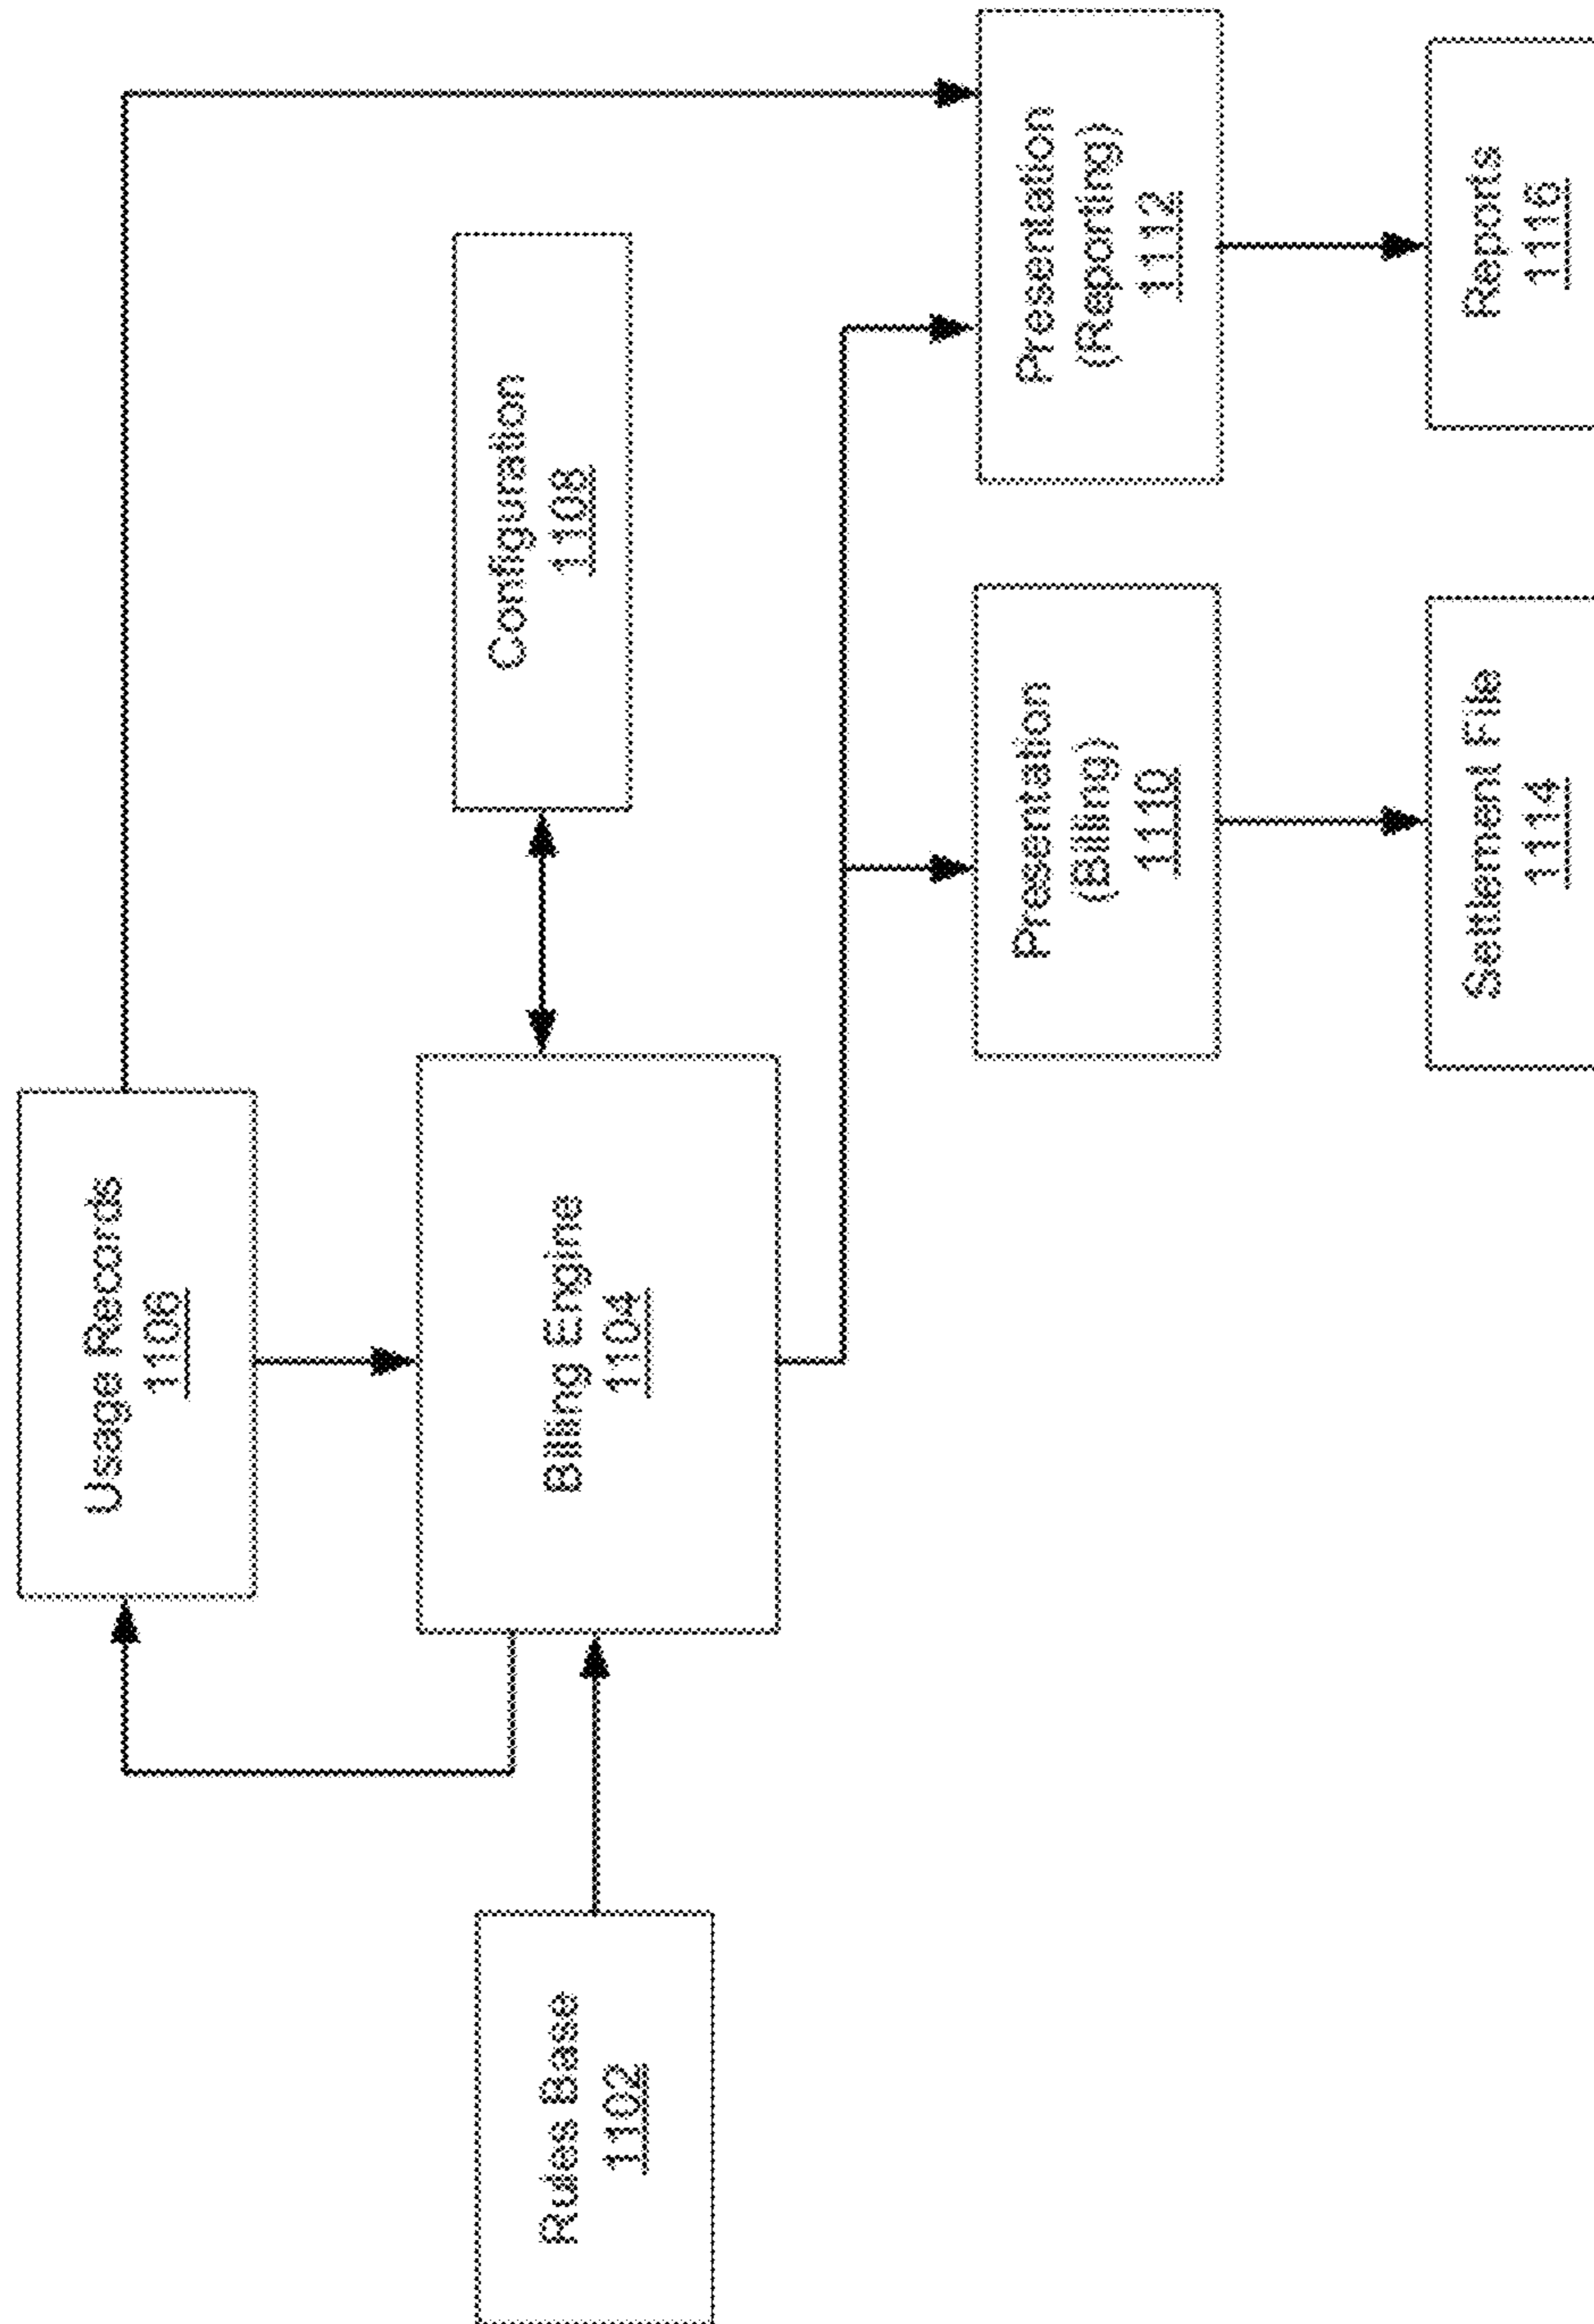 Usage Records
1106
Rules Base
1102
Billing Engine
1104
Configuration
1108
Presentation
(Billing)
1110
Presentation
(Reporting)
1112
Settlement File
1114
Reports
1116